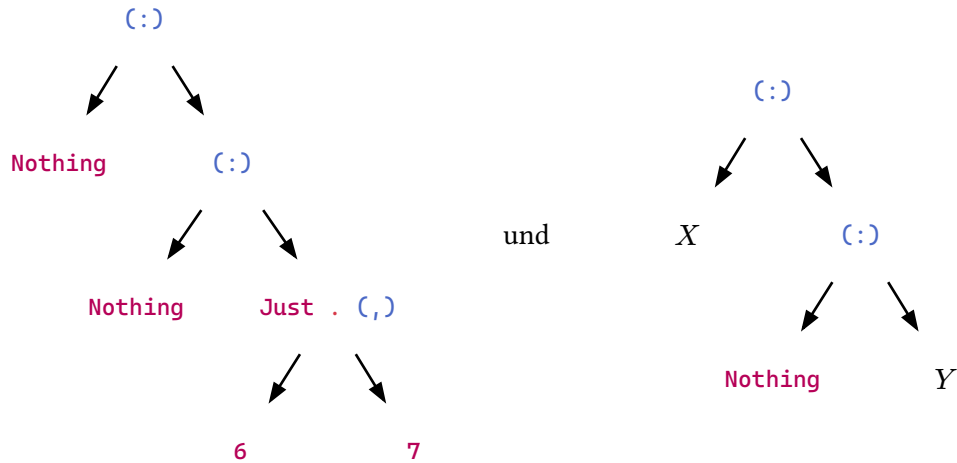 (:)
Nothing (:)
Nothing Just . (,)
6 7
und
(:)
X (:)
Nothing Y